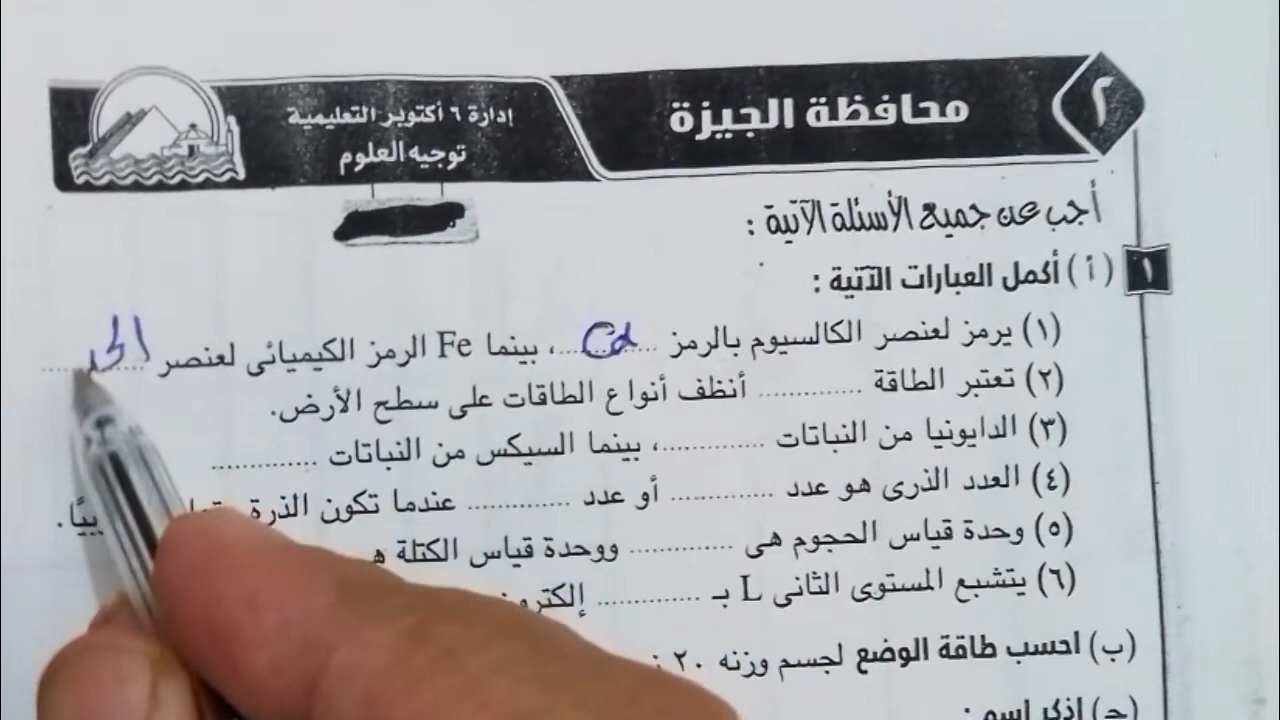 ٢
محافظة الجيزة
إدارة ٦ أكتوبر التعليمية
توجيه العلوم
أجب عن جميع الأسئلة الآتية :
١ (أ) أكمل العبارات الآتية :
(١) يرمز لعنصر الكالسيوم بالرمز ...Ca...، بينما Fe الرمز الكيميائى لعنصر ............
(٢) تعتبر الطاقة ............ أنظف أنواع الطاقات على سطح الأرض.
(٣) الدايونيا من النباتات ............، بينما السيكس من النباتات ............
(٤) العدد الذرى هو عدد ............ أو عدد ............ عندما تكون الذرة
(٥) وحدة قياس الحجوم هى ............ ووحدة قياس الكتلة
(٦) يتشبع المستوى الثانى L بـ ............
(ب) احسب طاقة الوضع لجسم وزنه ٢٠
(جـ) اذكر اسم :